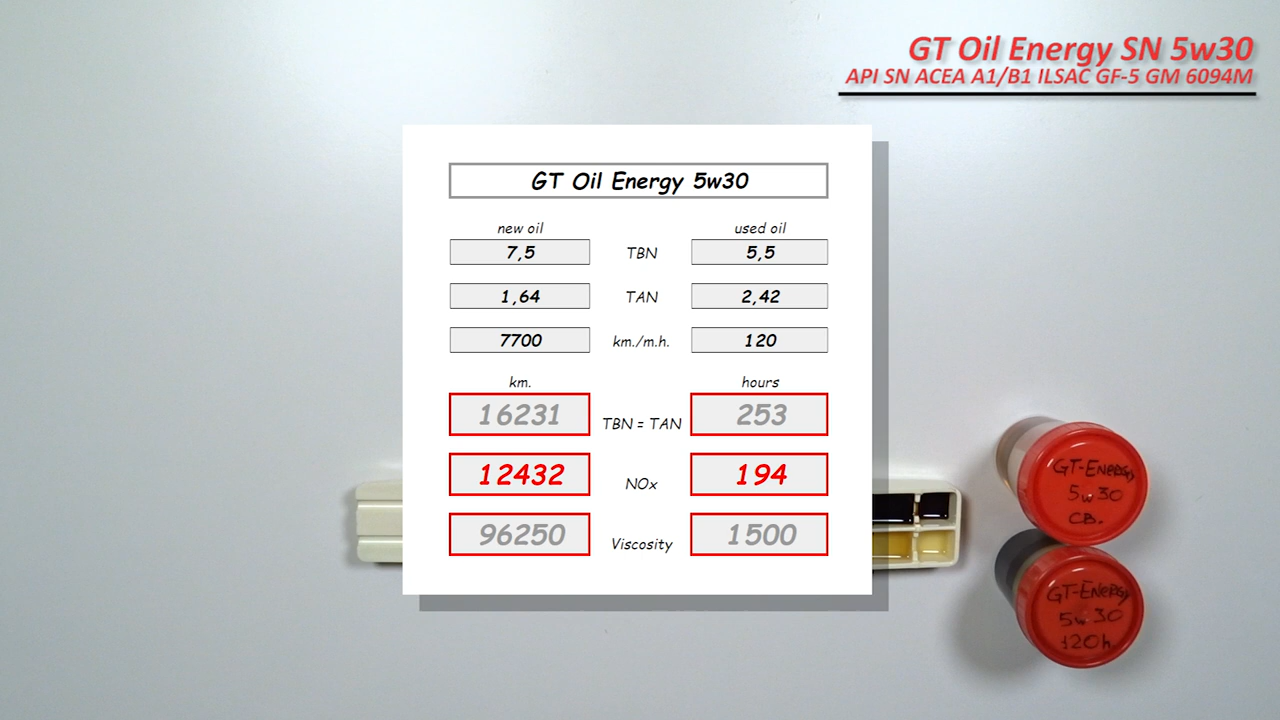 GT Oil Energy SN 5w30
API SN ACEA A1/B1 ILSAC GF-5 GM 6094M
GT Oil Energy 5w30
new oil used oil
7,5 TBN 5,5
1,64 TAN 2,42
7700 km./m.h. 120
km. hours
16231 TBN = TAN 253
12432 NOx 194
96250 Viscosity 1500
GT-ENERGY
5w30
CB.
GT-ENERGY
5w30
120h